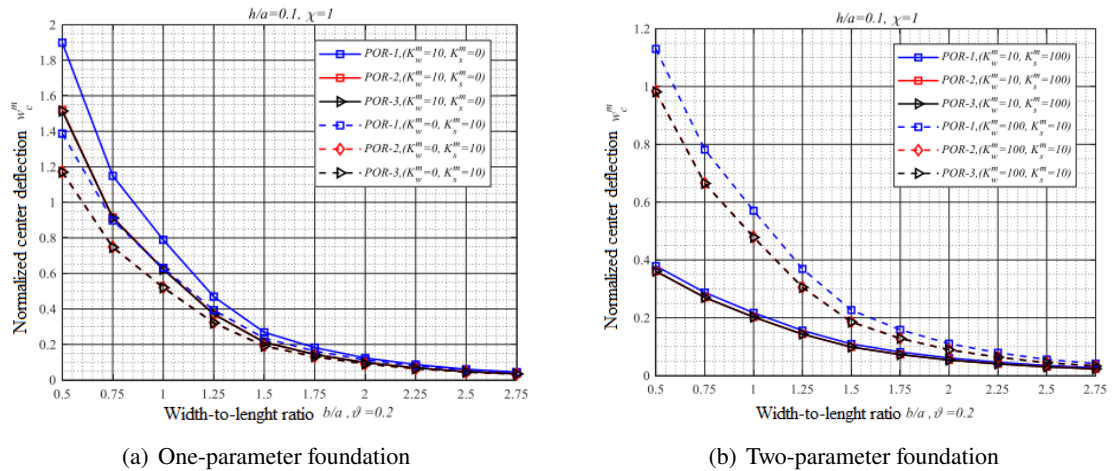 h/a=0.1, χ=1
2
1.8
1.6
1.4
1.2
1
0.8
0.6
0.4
0.2
0
Normalized center deflection w_c^m
POR-1,(K_w^m=10, K_s^m=0)
POR-2,(K_w^m=10, K_s^m=0)
POR-3,(K_w^m=10, K_s^m=0)
POR-1,(K_w^m=0, K_s^m=10)
POR-2,(K_w^m=0, K_s^m=10)
POR-3,(K_w^m=0, K_s^m=10)
0.5 0.75 1 1.25 1.5 1.75 2 2.25 2.5 2.75
Width-to-lenght ratio b/a , ϑ =0.2
(a) One-parameter foundation
h/a=0.1, χ=1
1.2
1
0.8
0.6
0.4
0.2
0
Normalized center deflection w_c^m
POR-1,(K_w^m=10, K_s^m=100)
POR-2,(K_w^m=10, K_s^m=100)
POR-3,(K_w^m=10, K_s^m=100)
POR-1,(K_w^m=100, K_s^m=10)
POR-2,(K_w^m=100, K_s^m=10)
POR-3,(K_w^m=100, K_s^m=10)
0.5 0.75 1 1.25 1.5 1.75 2 2.25 2.5 2.75
Width-to-lenght ratio b/a , ϑ =0.2
(b) Two-parameter foundation